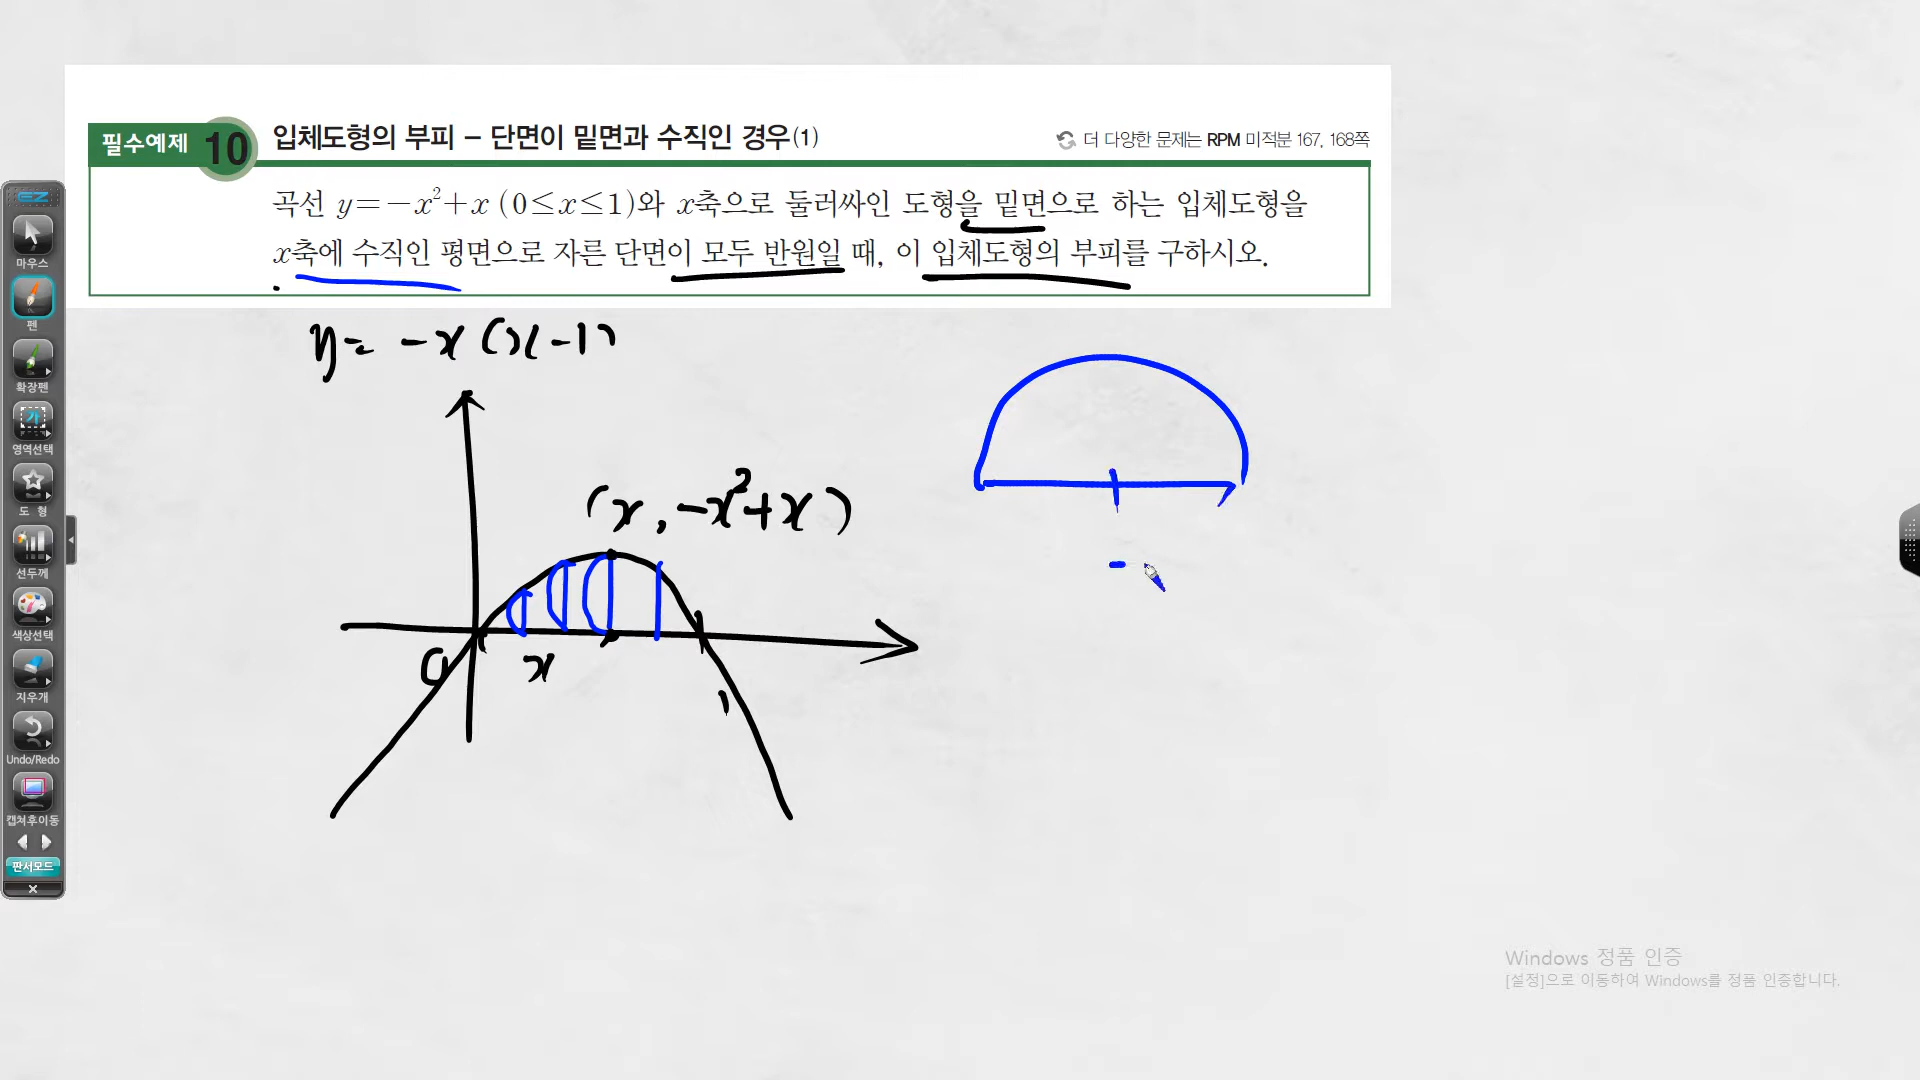 필수예제 10 입체도형의 부피 – 단면이 밑면과 수직인 경우(1)
더 다양한 문제는 RPM 미적분 167, 168쪽
곡선 y=-x²+x (0≤x≤1)와 x축으로 둘러싸인 도형을 밑면으로 하는 입체도형을
x축에 수직인 평면으로 자른 단면이 모두 반원일 때, 이 입체도형의 부피를 구하시오.
y= -x(x-1)
(x, -x²+x)
0
x
1
-
EZ
마우스
펜
확장펜
가
영역선택
도 형
선두께
색상선택
지우개
Undo/Redo
캡쳐후이동
판서모드
x
Windows 정품 인증
[설정]으로 이동하여 Windows를 정품 인증합니다.